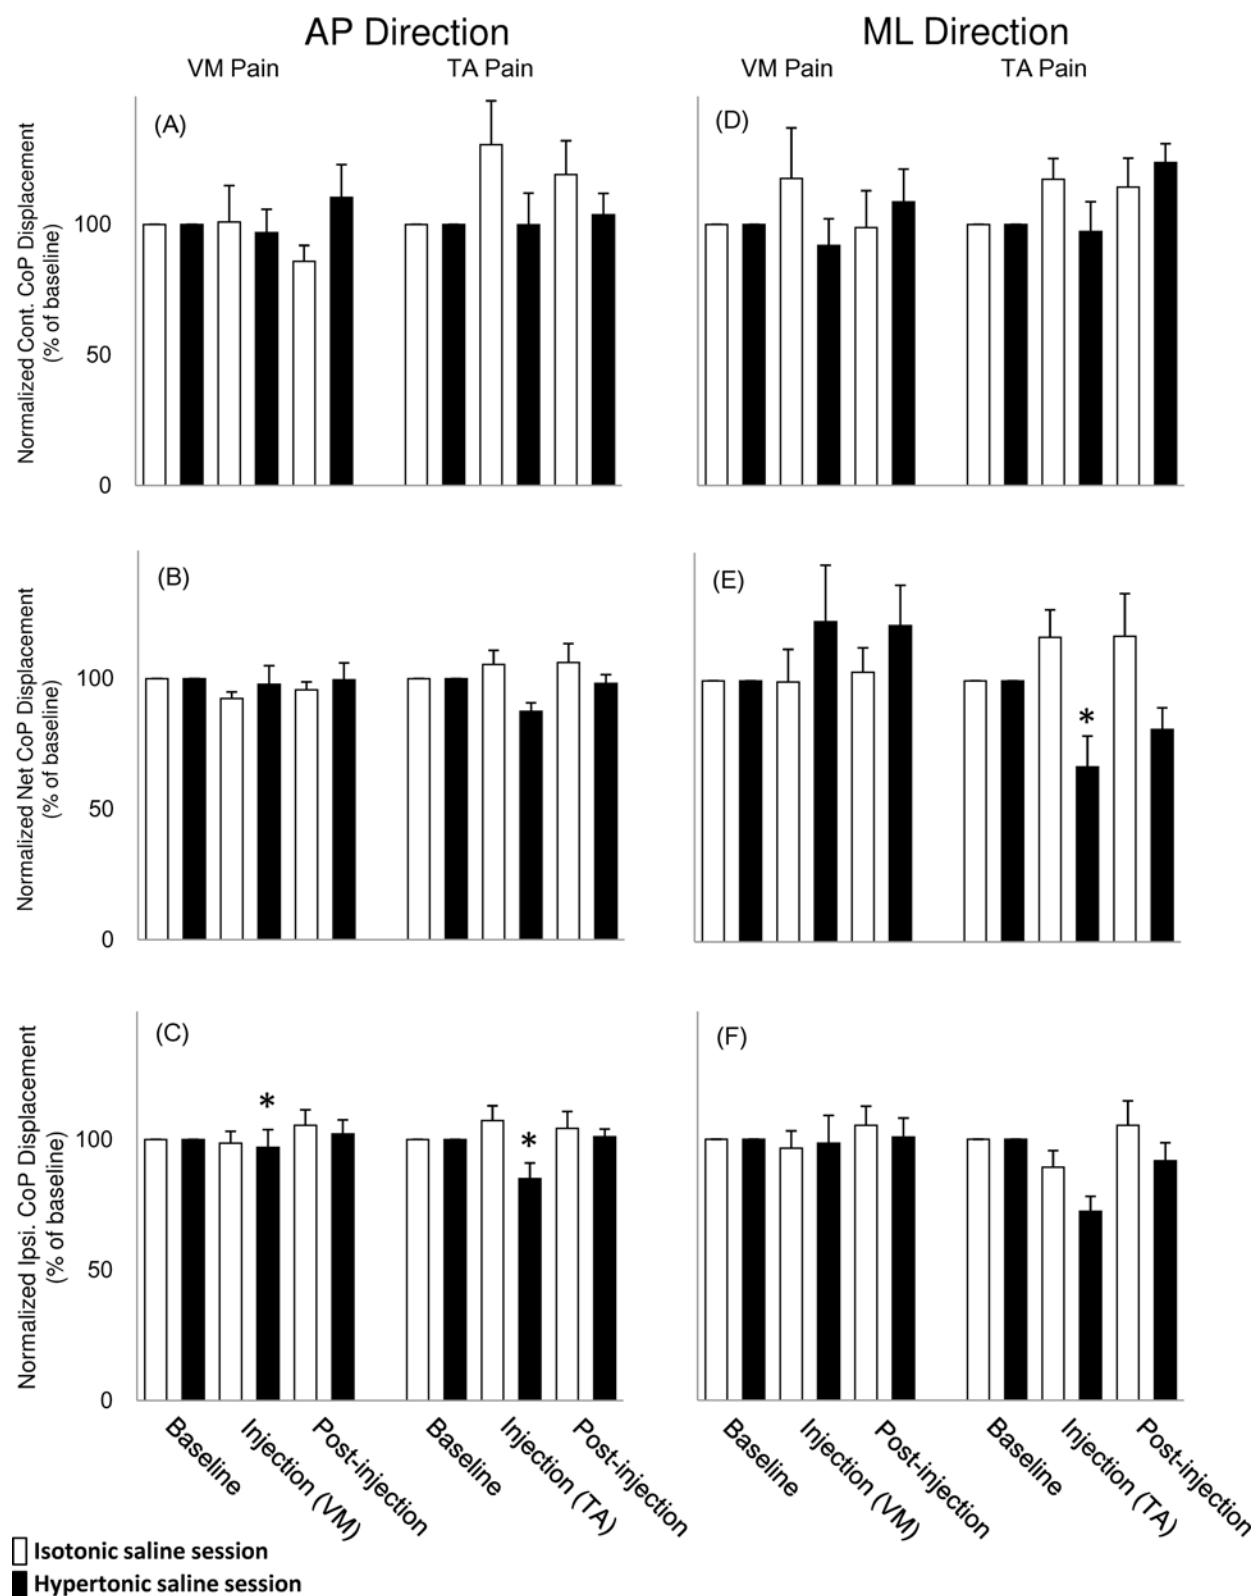 AP Direction
ML Direction
VM Pain
TA Pain
VM Pain
TA Pain
Normalized Cont. CoP Displacement
(% of baseline)
(A)
100
50
0
(D)
Normalized Net CoP Displacement
(% of baseline)
(B)
100
50
0
(E)
Normalized Ipsi. CoP Displacement
(% of baseline)
(C)
*
*
*
100
50
0
(F)
Baseline
Injection (VM)
Post-injection
Baseline
Injection (TA)
Post-injection
Baseline
Injection (VM)
Post-injection
Baseline
Injection (TA)
Post-injection
Isotonic saline session
Hypertonic saline session